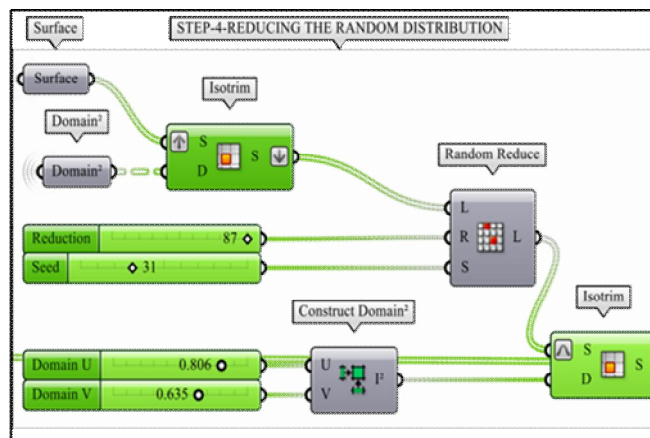 Surface
STEP-4-REDUCING THE RANDOM DISTRIBUTION
Surface
Isotrim
Domain²
S
D
S
Domain²
Random Reduce
L
R
S
L
Reduction 87
Seed 31
Construct Domain²
Isotrim
Domain U 0.806
Domain V 0.635
U
V
I²
S
D
S